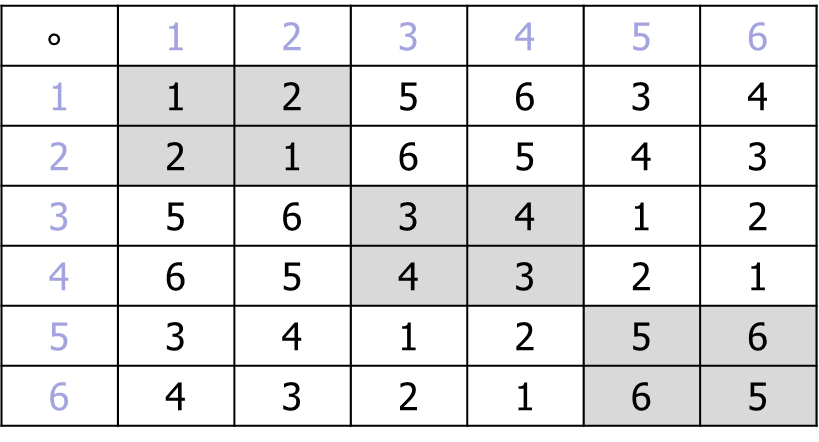 ∘ 1 2 3 4 5 6
1 1 2 5 6 3 4
2 2 1 6 5 4 3
3 5 6 3 4 1 2
4 6 5 4 3 2 1
5 3 4 1 2 5 6
6 4 3 2 1 6 5